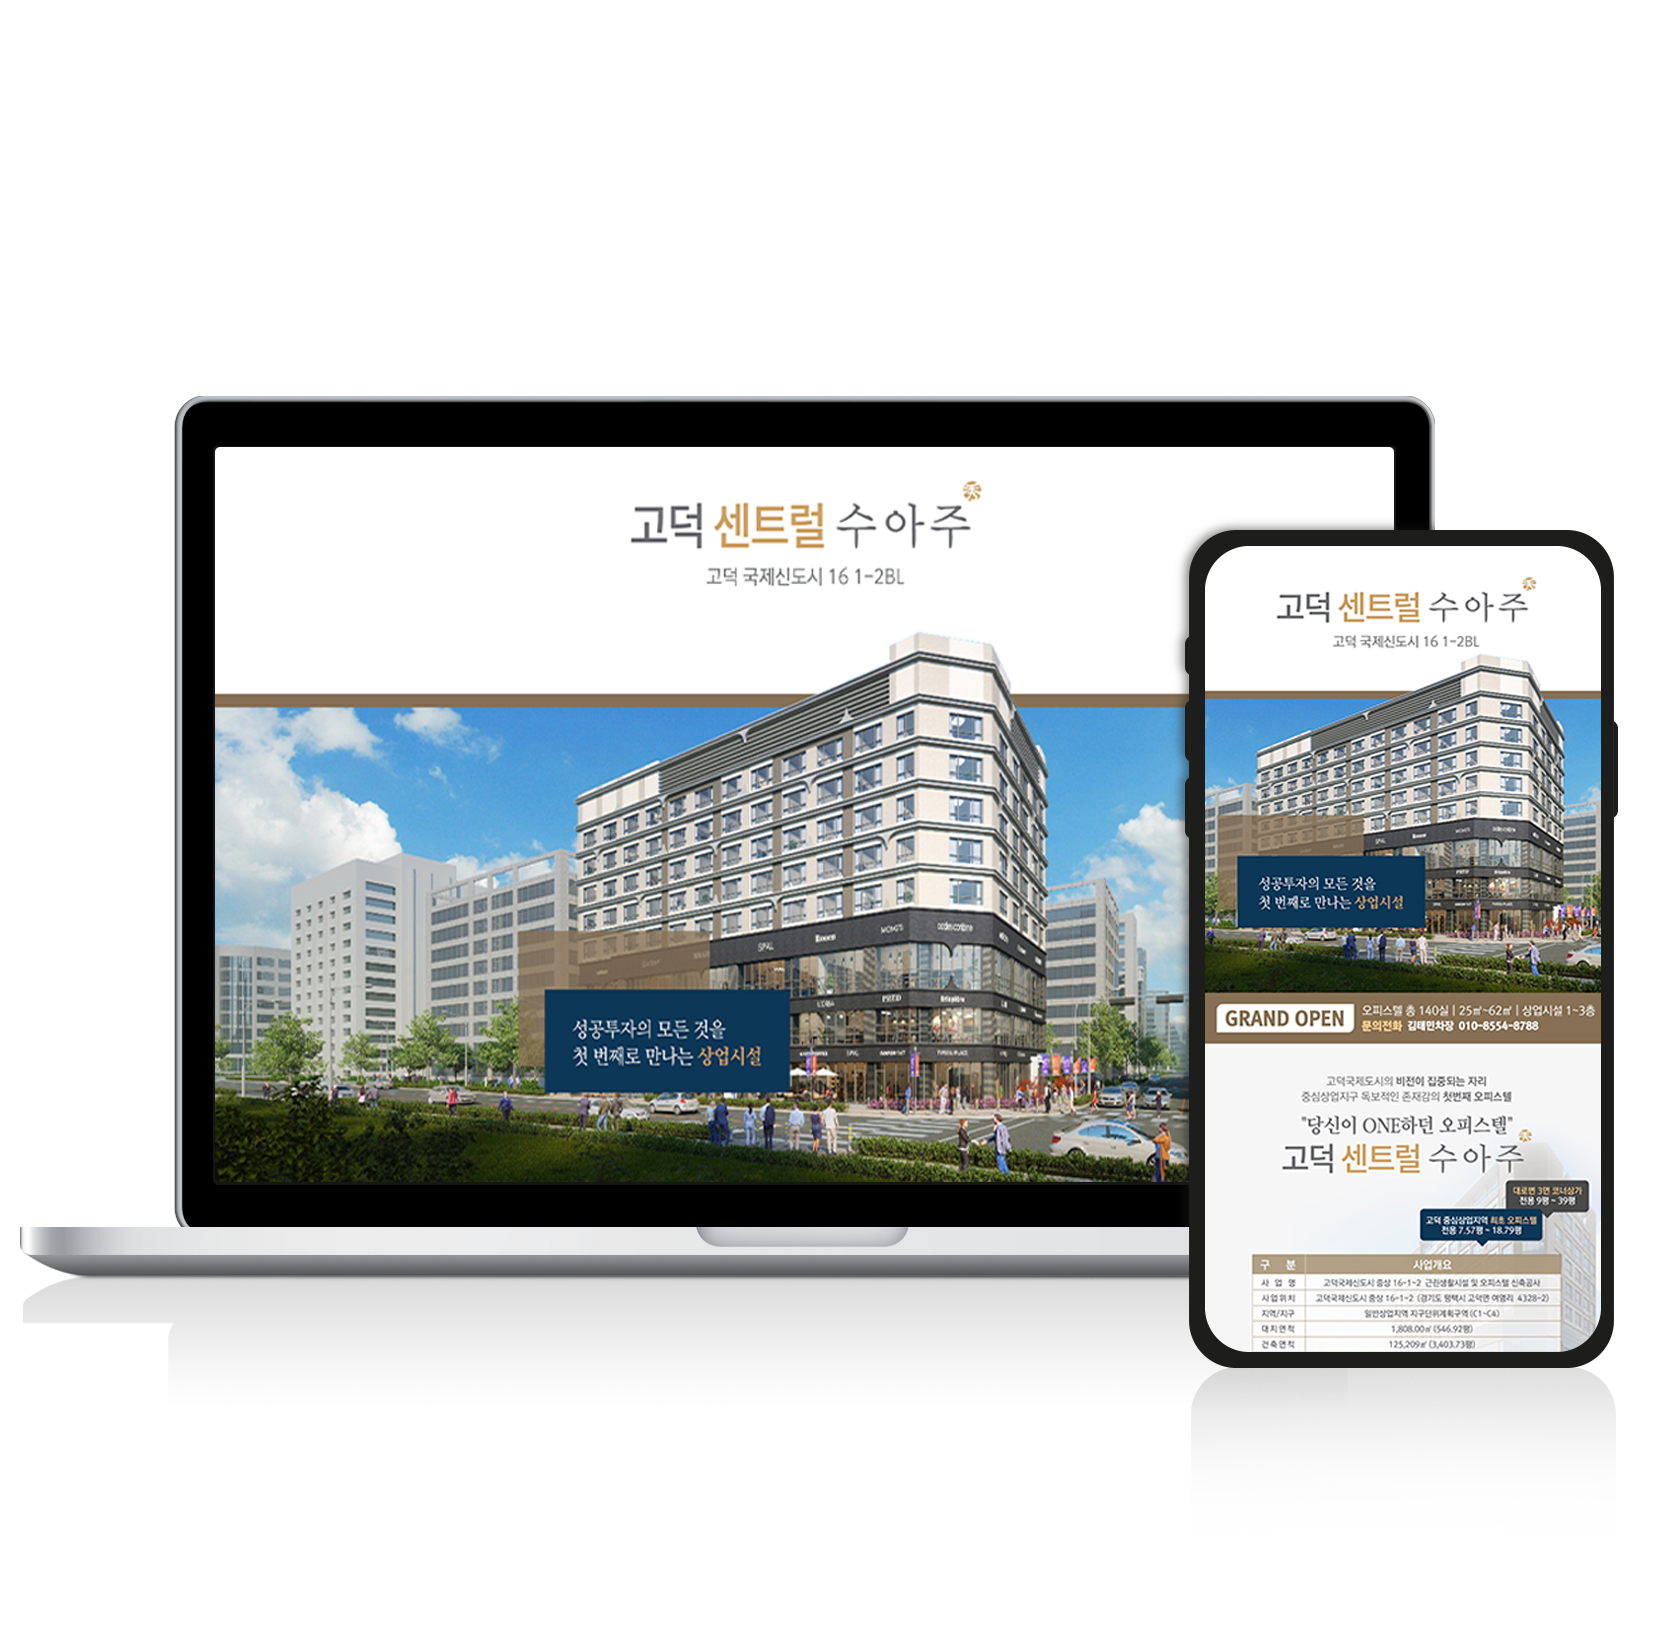 고덕 센트럴 수아주
고덕 국제신도시 16 1-2BL
성공투자의 모든 것을
첫 번째로 만나는 상업시설
고덕 센트럴 수아주
고덕 국제신도시 16 1-2BL
성공투자의 모든 것을
첫 번째로 만나는 상업시설
GRAND OPEN
오피스텔 총 140실 | 25㎡~62㎡ | 상업시설 1~3층
문의전화 김태민차장 010-8554-8788
고덕국제도시의 비전이 집중되는 자리
중심상업지구 독보적인 존재감의 첫번째 오피스텔
"당신이 ONE하던 오피스텔"
고덕 센트럴 수아주
대로변 3면 코너상가
전용 9평 ~ 39평
고덕 중심상업지역 최초 오피스텔
전용 7.57평 ~ 18.79평
구 분 사업개요
사 업 명 고덕국제신도시 중상 16-1-2 근린생활시설 및 오피스텔 신축공사
사업위치 고덕국제신도시 중상 16-1-2 (경기도 평택시 고덕면 여염리 4328-2)
지역/지구 일반상업지역 지구단위계획구역 (C1~C4)
대지면적 1,808.00㎡ (546.92평)
건축면적 125,209㎡ (3,403.73평)